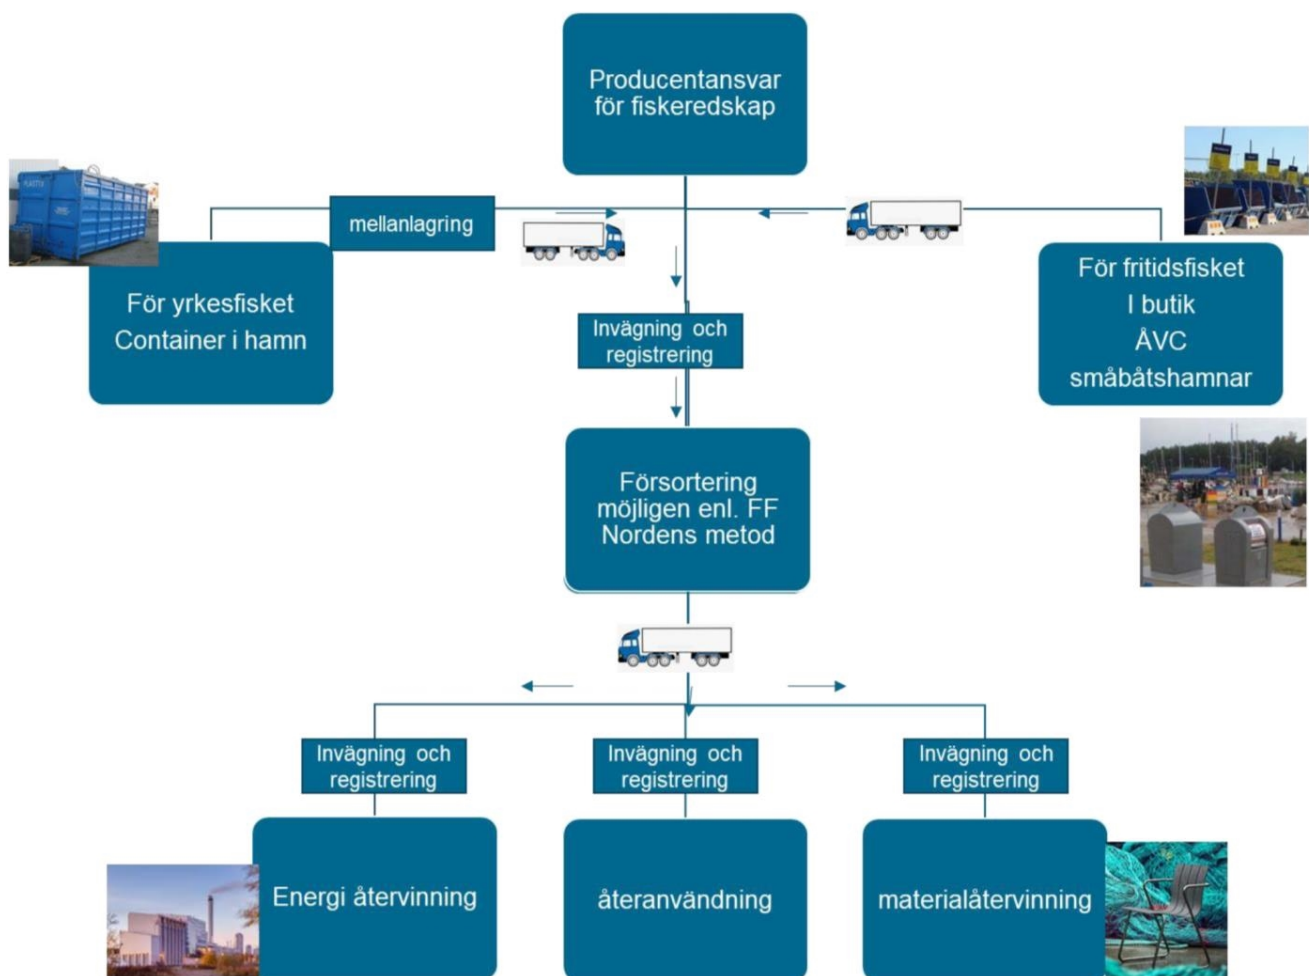 Producentansvar
för fiskeredskap
mellanlagring
För yrkesfisket
Container i hamn
För fritidsfisket
I butik
ÅVC
småbåtshamnar
Invägning och
registrering
Försortering
möjligen enl. FF
Nordens metod
Invägning och
registrering
Invägning och
registrering
Invägning och
registrering
Energi återvinning
återanvändning
materialåtervinning